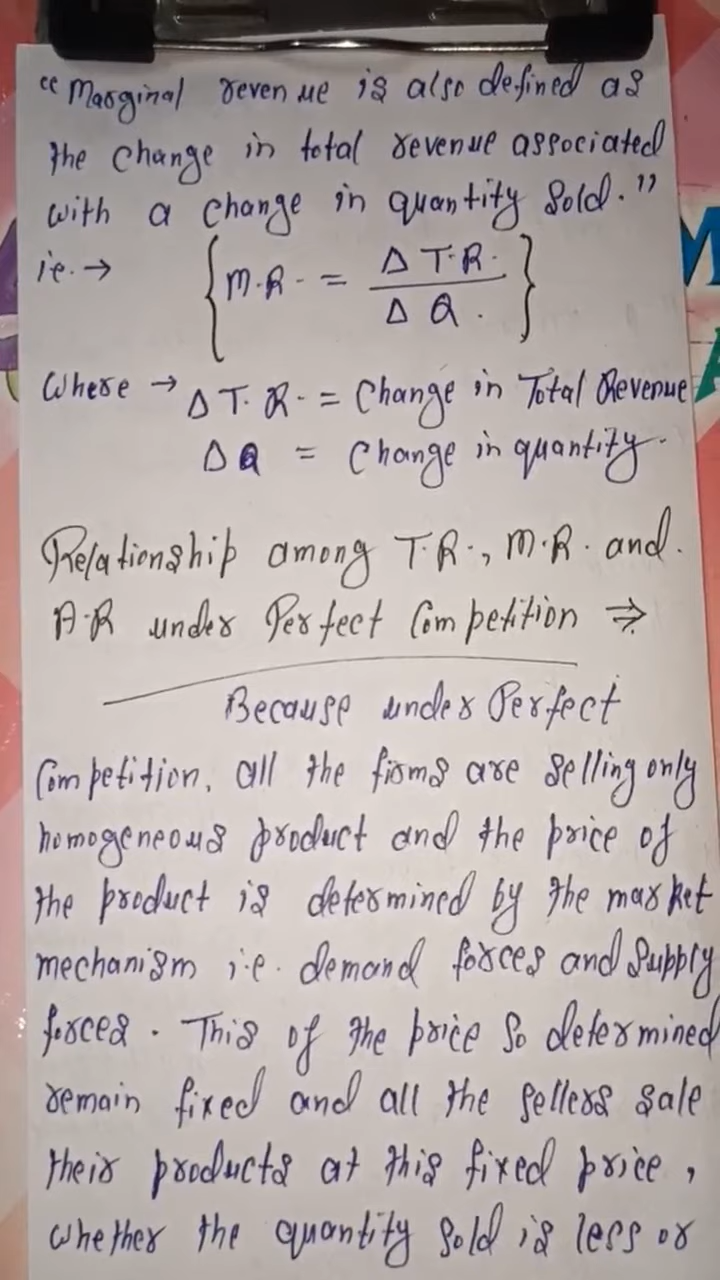 “Marginal revenue is also defined as
the change in total revenue associated
with a change in quantity sold.”
i.e. → { M.R. = Δ T.R. / Δ Q. }
Where → Δ T.R. = Change in Total Revenue
Δ Q = Change in quantity.
Relationship among T.R., M.R. and.
A.R under Perfect Competition ⇒
Because under Perfect
Competition, all the firms are selling only
homogeneous product and the price of
the product is determined by the market
mechanism i.e. demand forces and supply
forces. This of the price so determined
remain fixed and all the sellers sale
their products at this fixed price,
whether the quantity sold is less or